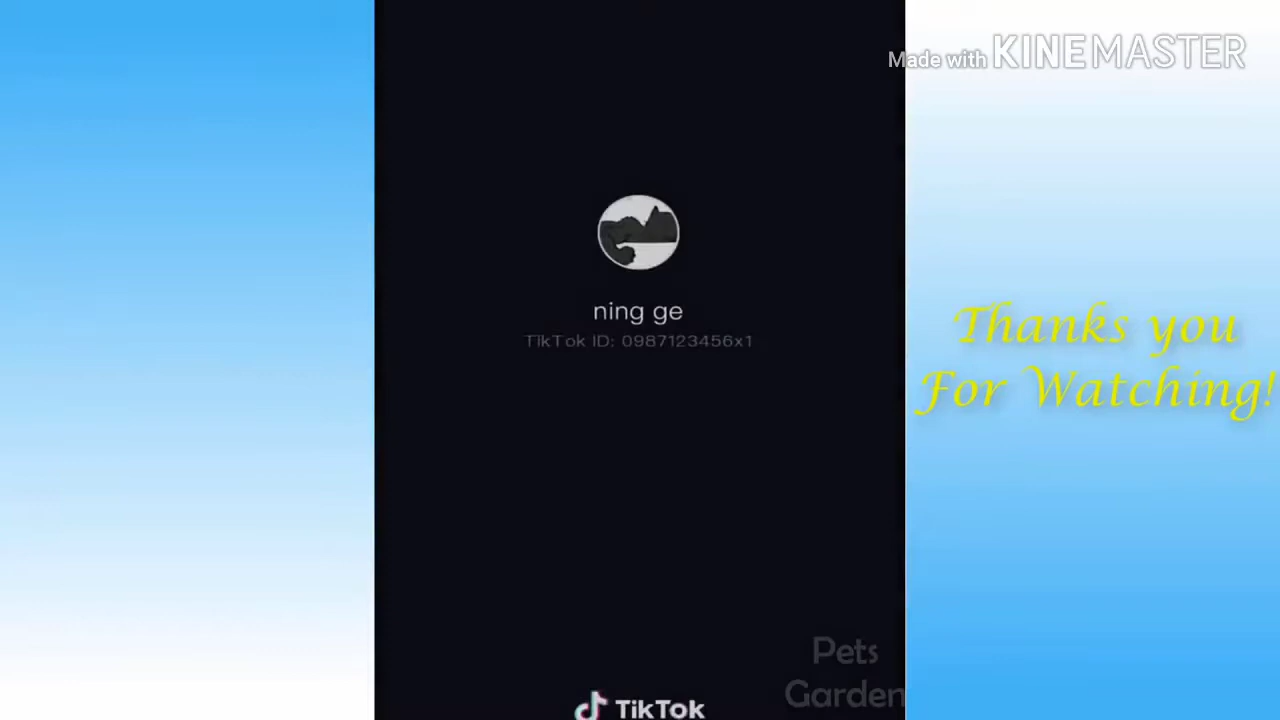 Made with KINEMASTER
ning ge
TikTok ID: 0987123456x1
Thanks you
For Watching!
Pets
Garden
TikTok